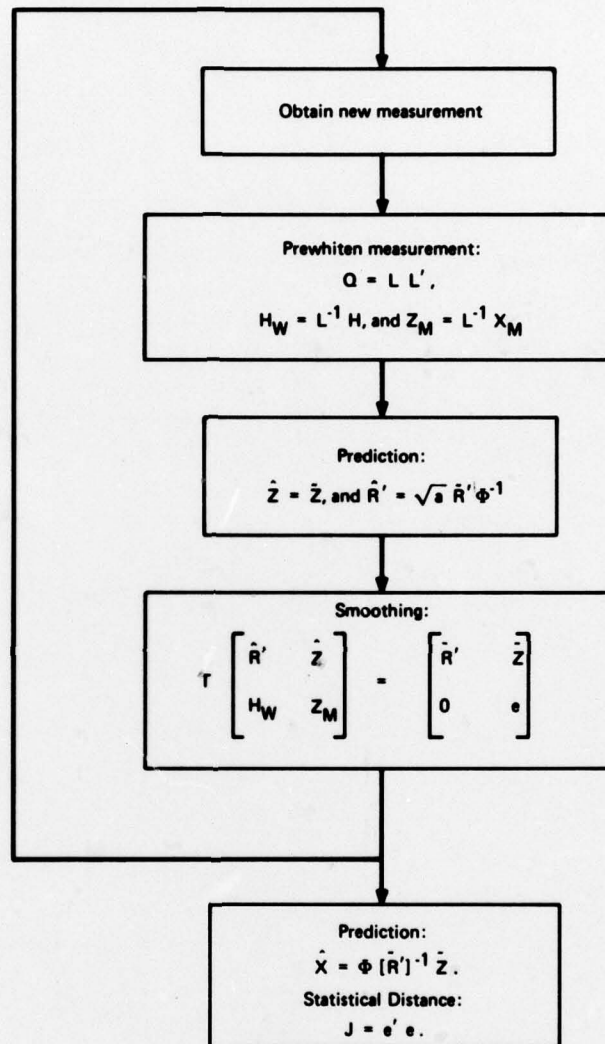 Obtain new measurement
Prewhiten measurement:
Q = L L′,
H_W = L⁻¹ H, and Z_M = L⁻¹ X_M
Prediction:
Ẑ = Z̄, and R̂′ = √a R̄′ Φ⁻¹
Smoothing:
T [ R̂′ Ẑ ] = [ R̄′ Z̄ ]
[ H_W Z_M ] [ 0 e ]
Prediction:
X̂ = Φ [R̄′]⁻¹ Z̄.
Statistical Distance:
J = e′ e.